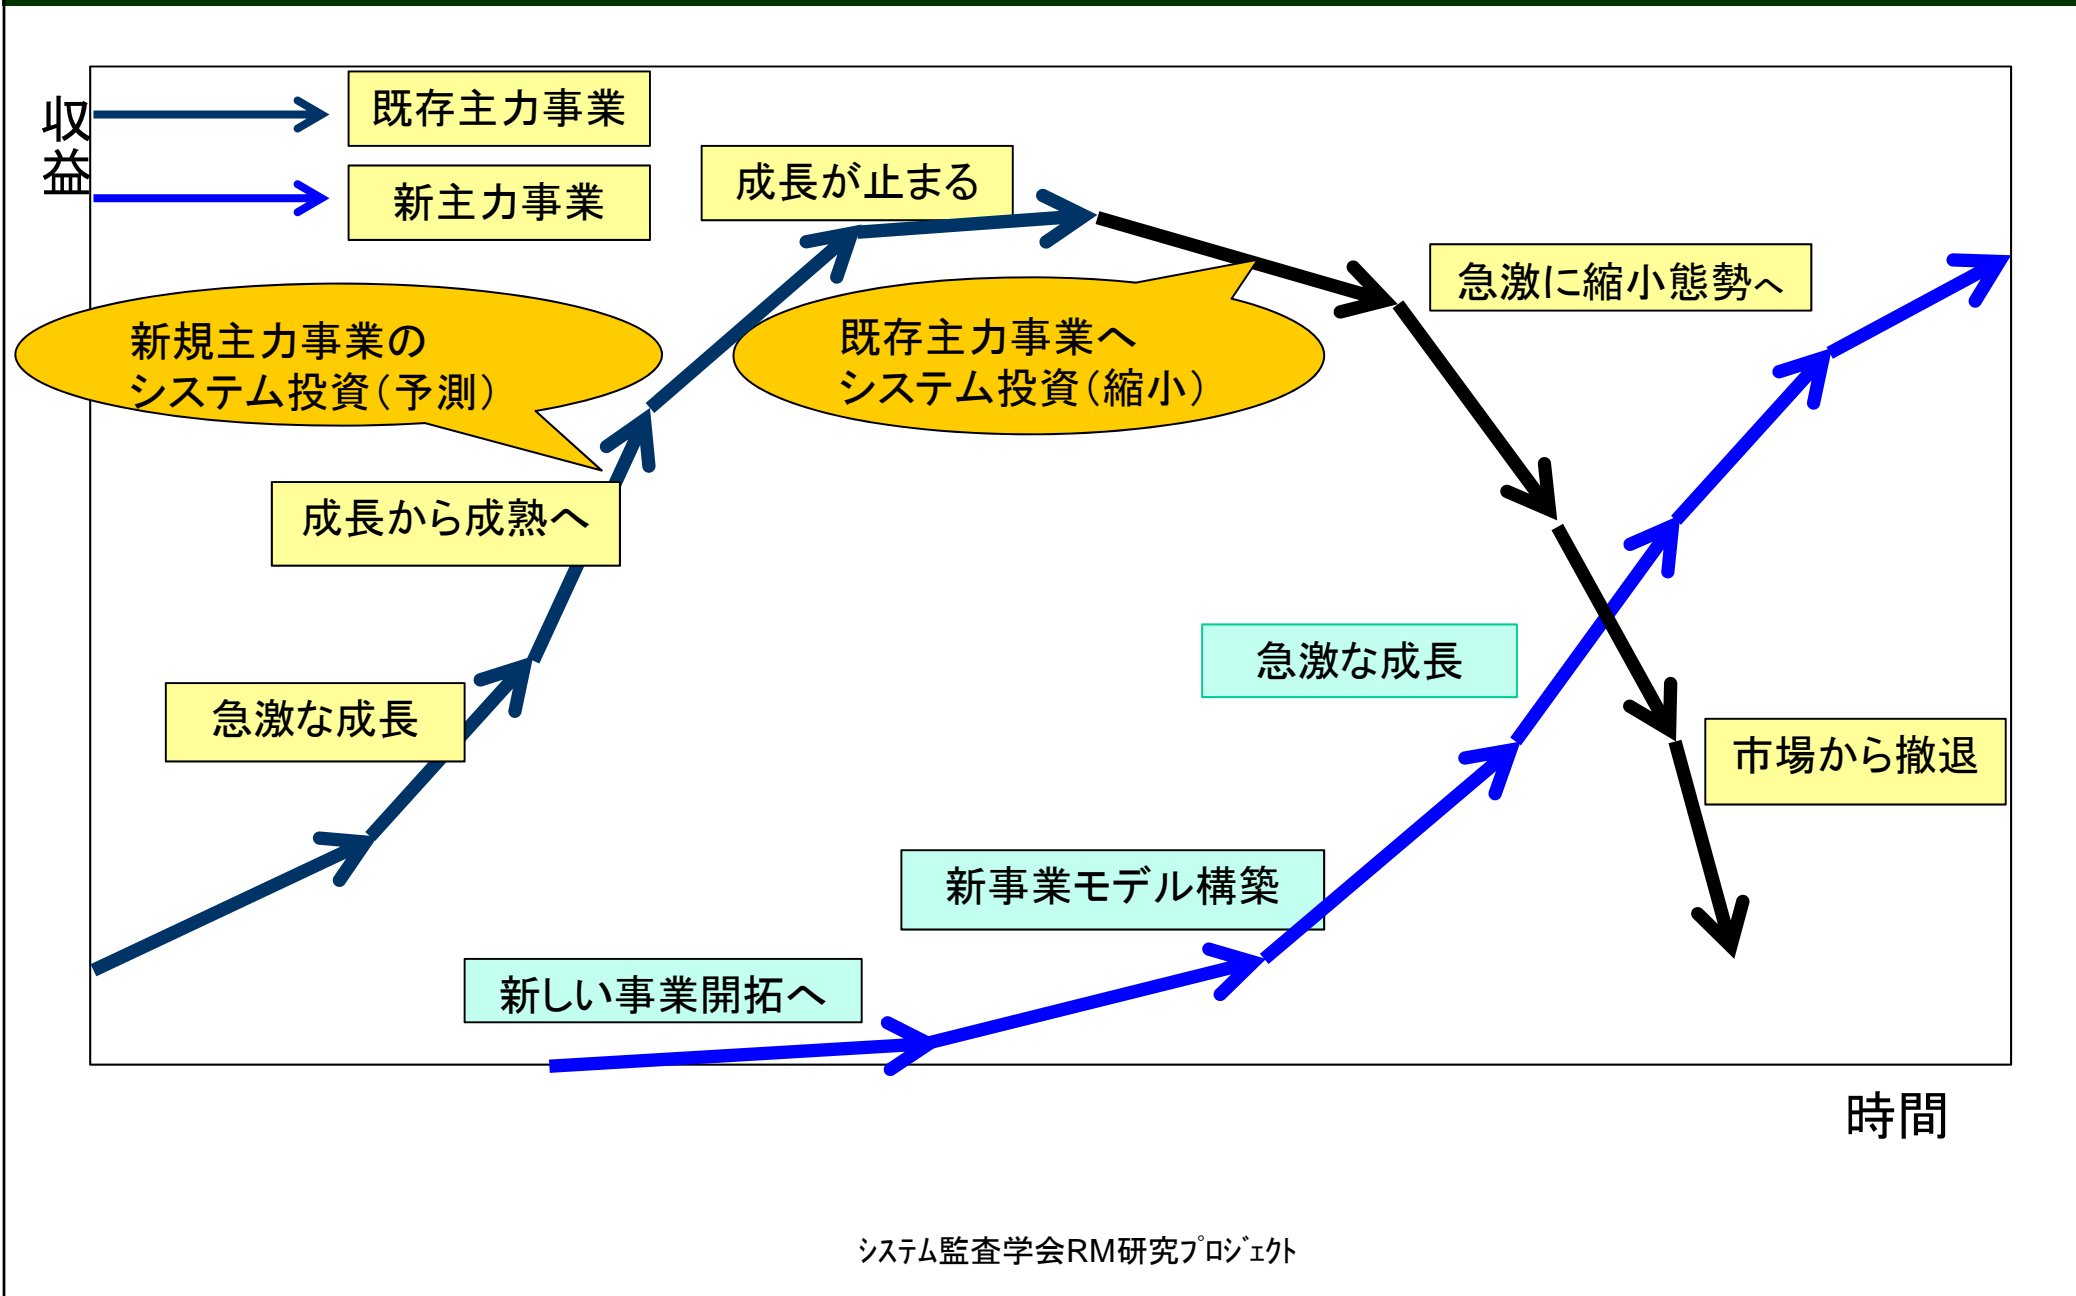 収
益
既存主力事業
新主力事業
成長が止まる
急激に縮小態勢へ
新規主力事業の
システム投資（予測）
既存主力事業へ
システム投資（縮小）
成長から成熟へ
急激な成長
急激な成長
市場から撤退
新事業モデル構築
新しい事業開拓へ
時間
ｼｽﾃﾑ監査学会RM研究ﾌﾟﾛｼﾞｪｸﾄ